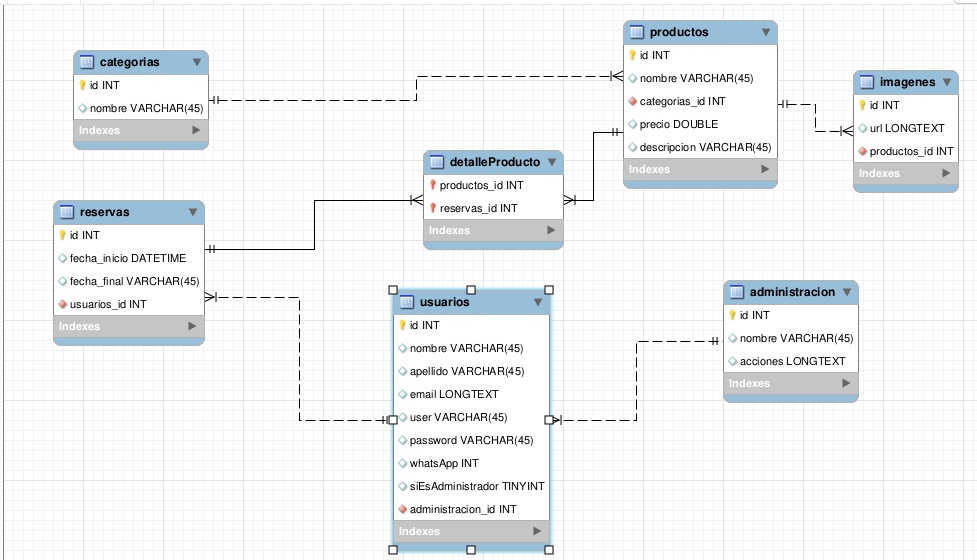 categorias
id INT
nombre VARCHAR(45)
Indexes
productos
id INT
nombre VARCHAR(45)
categorias_id INT
precio DOUBLE
descripcion VARCHAR(45)
Indexes
imagenes
id INT
url LONGTEXT
productos_id INT
Indexes
detalleProducto
productos_id INT
reservas_id INT
Indexes
reservas
id INT
fecha_inicio DATETIME
fecha_final VARCHAR(45)
usuarios_id INT
Indexes
usuarios
id INT
nombre VARCHAR(45)
apellido VARCHAR(45)
email LONGTEXT
user VARCHAR(45)
password VARCHAR(45)
whatsApp INT
siEsAdministrador TINYINT
administracion_id INT
Indexes
administracion
id INT
nombre VARCHAR(45)
acciones LONGTEXT
Indexes